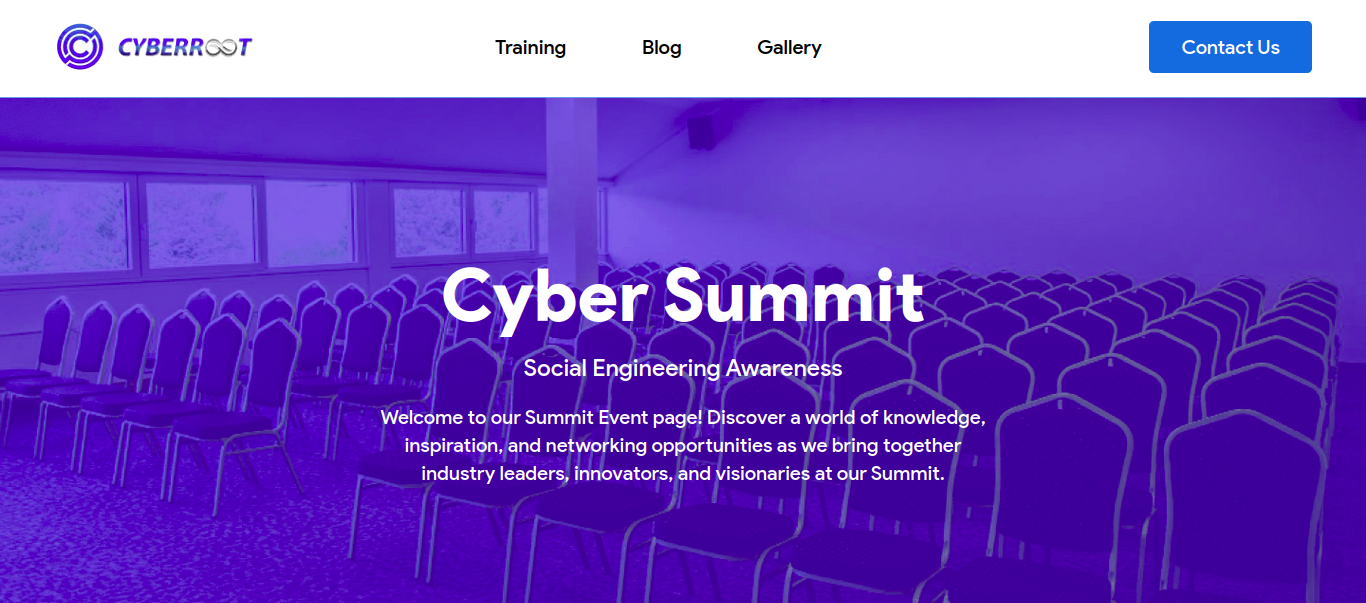 CYBERROOT
Training
Blog
Gallery
Contact Us
Cyber Summit
Social Engineering Awareness
Welcome to our Summit Event page! Discover a world of knowledge,
inspiration, and networking opportunities as we bring together
industry leaders, innovators, and visionaries at our Summit.